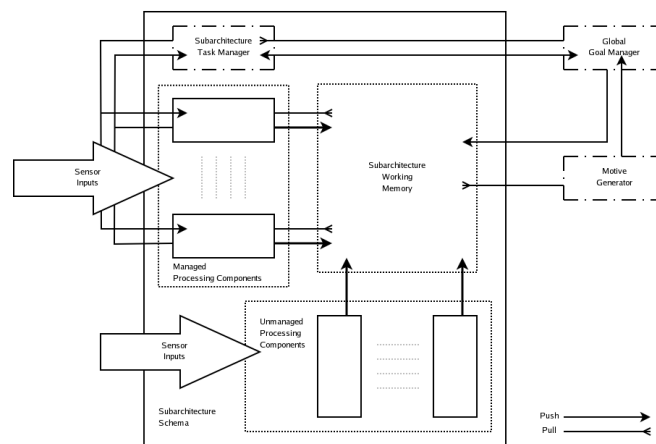 Subarchitecture
Task Manager
Global
Goal Manager
Sensor
Inputs
Subarchitecture
Working
Memory
Motive
Generator
Managed
Processing Components
Unmanaged
Processing
Components
Sensor
Inputs
Subarchitecture
Schema
Push
Pull